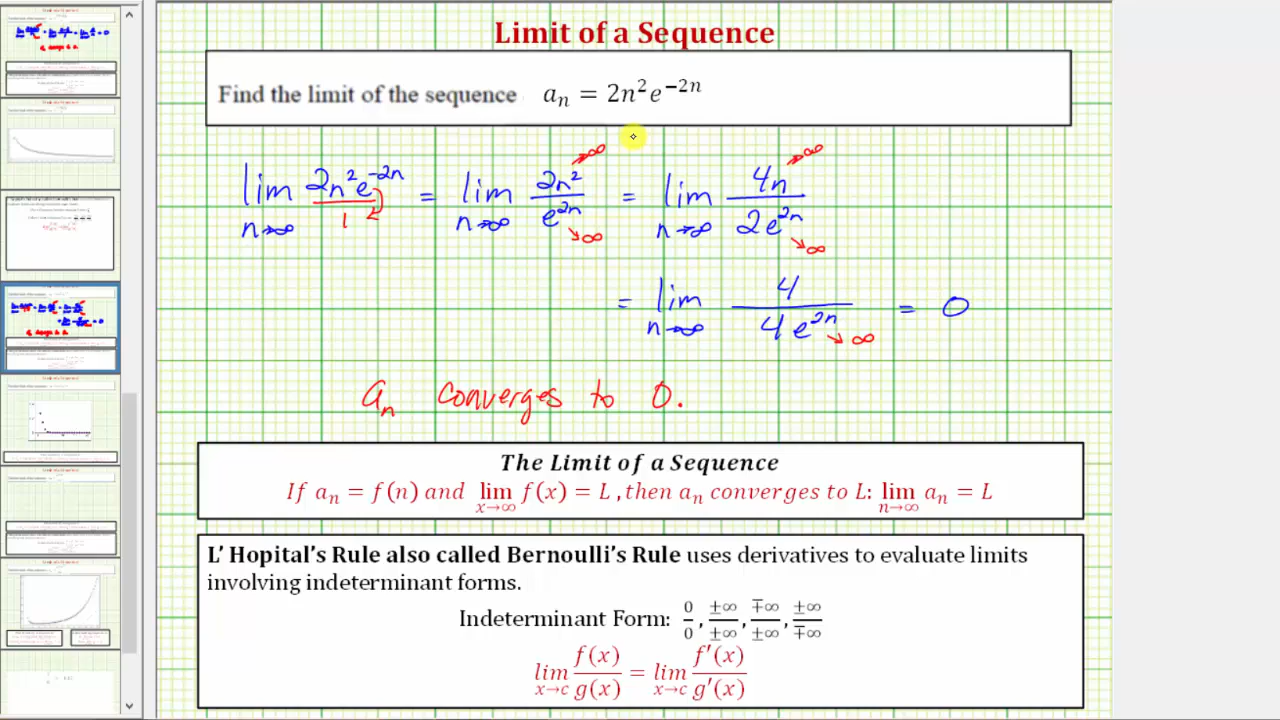 Limit of a Sequence
Find the limit of the sequence aₙ = 2n²e⁻²ⁿ
lim n→∞ 2n²e⁻²ⁿ / 1 = lim n→∞ 2n² →∞ / e²ⁿ →∞ = lim n→∞ 4n →∞ / 2e²ⁿ →∞
= lim n→∞ 4 / 4e²ⁿ →∞ = 0
aₙ converges to 0.
The Limit of a Sequence
If aₙ = f(n) and lim x→∞ f(x) = L , then aₙ converges to L: lim n→∞ aₙ = L
L' Hopital's Rule also called Bernoulli's Rule uses derivatives to evaluate limits
involving indeterminant forms.
Indeterminant Form: 0/0 , ±∞/±∞ , ∓∞/±∞ , ±∞/∓∞
lim x→c f(x)/g(x) = lim x→c f′(x)/g′(x)